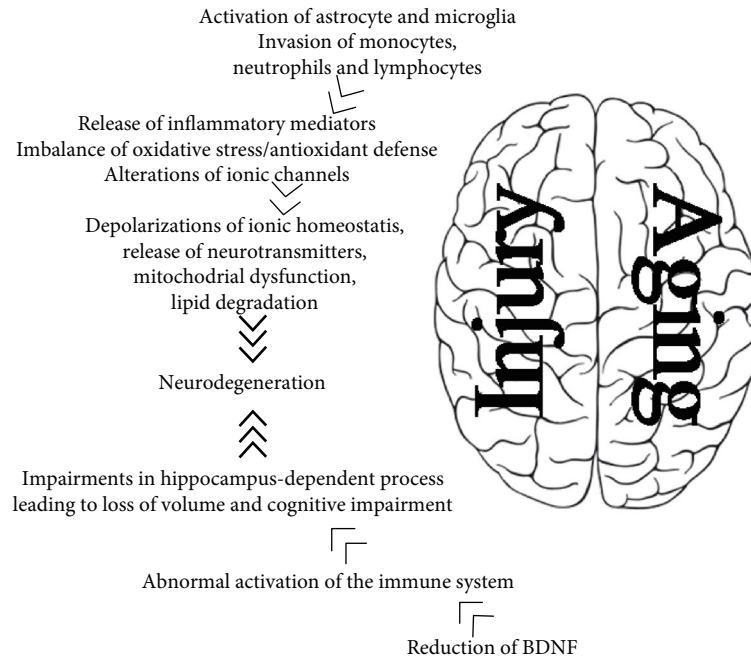 Activation of astrocyte and microglia
Invasion of monocytes,
neutrophils and lymphocytes
Release of inflammatory mediators
Imbalance of oxidative stress/antioxidant defense
Alterations of ionic channels
Depolarizations of ionic homeostatis,
release of neurotransmitters,
mitochodrial dysfunction,
lipid degradation
Neurodegeneration
Impairments in hippocampus-dependent process
leading to loss of volume and cognitive impairment
Abnormal activation of the immune system
Reduction of BDNF
Injury
Aging